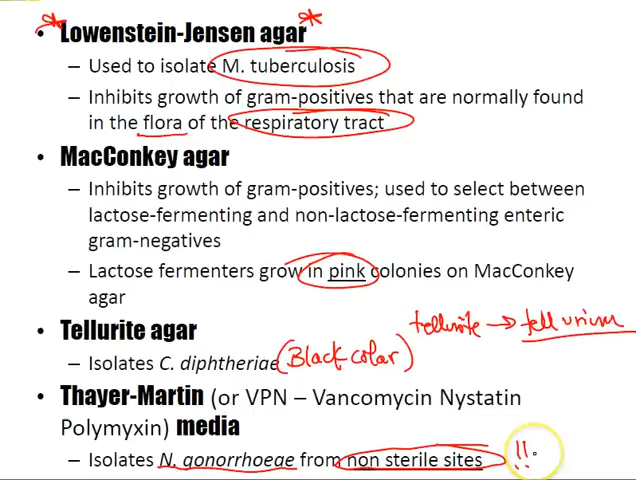 * Lowenstein-Jensen agar *
– Used to isolate M. tuberculosis
– Inhibits growth of gram-positives that are normally found
in the flora of the respiratory tract
• MacConkey agar
– Inhibits growth of gram-positives; used to select between
lactose-fermenting and non-lactose-fermenting enteric
gram-negatives
– Lactose fermenters grow in pink colonies on MacConkey
agar
• Tellurite agar tellurite → tellurium
– Isolates C. diphtheriae (Black color)
• Thayer-Martin (or VPN – Vancomycin Nystatin
Polymyxin) media
– Isolates N. gonorrhoeae from non sterile sites !!